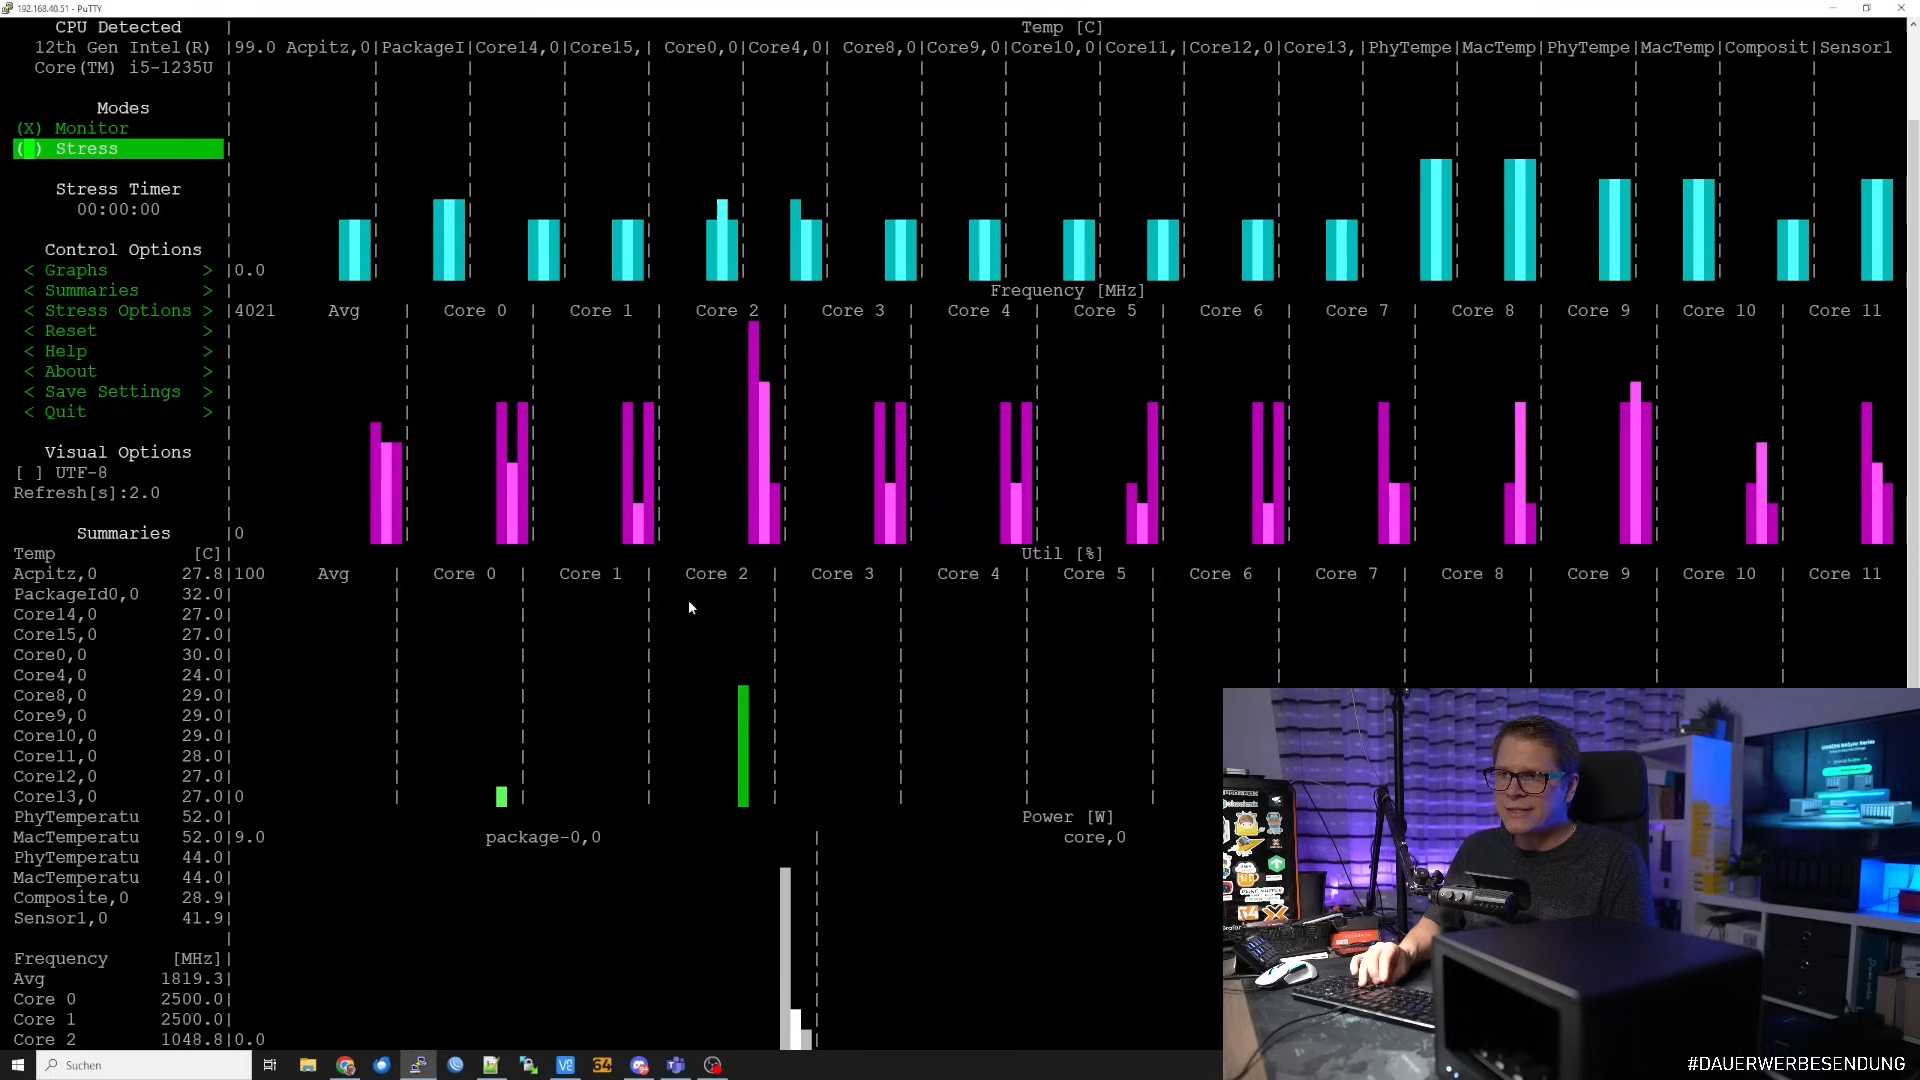 192.168.40.51 - PuTTY
CPU Detected
12th Gen Intel(R)
Core(TM) i5-1235U
Modes
(X) Monitor
( ) Stress
Stress Timer
00:00:00
Control Options
< Graphs >
< Summaries >
< Stress Options >
< Reset >
< Help >
< About >
< Save Settings >
< Quit >
Visual Options
[ ] UTF-8
Refresh[s]:2.0
Summaries
Temp [C]
Acpitz,0 27.8
PackageId0,0 32.0
Core14,0 27.0
Core15,0 27.0
Core0,0 30.0
Core4,0 24.0
Core8,0 29.0
Core9,0 29.0
Core10,0 29.0
Core11,0 28.0
Core12,0 27.0
Core13,0 27.0
PhyTemperatu 52.0
MacTemperatu 52.0
PhyTemperatu 44.0
MacTemperatu 44.0
Composite,0 28.9
Sensor1,0 41.9
Frequency [MHz]
Avg 1819.3
Core 0 2500.0
Core 1 2500.0
Core 2 1048.8
Temp [C]
99.0 Acpitz,0|PackageI|Core14,0|Core15,| Core0,0|Core4,0| Core8,0|Core9,0|Core10,0|Core11,|Core12,0|Core13,|PhyTempe|MacTemp|PhyTempe|MacTemp|Composit|Sensor1
0.0
Frequency [MHz]
4021 Avg Core 0 Core 1 Core 2 Core 3 Core 4 Core 5 Core 6 Core 7 Core 8 Core 9 Core 10 Core 11
0
Util [%]
100 Avg Core 0 Core 1 Core 2 Core 3 Core 4 Core 5 Core 6 Core 7 Core 8 Core 9 Core 10 Core 11
0
Power [W]
9.0 package-0,0 core,0
0.0
Suchen
#DAUERWERBESENDUNG